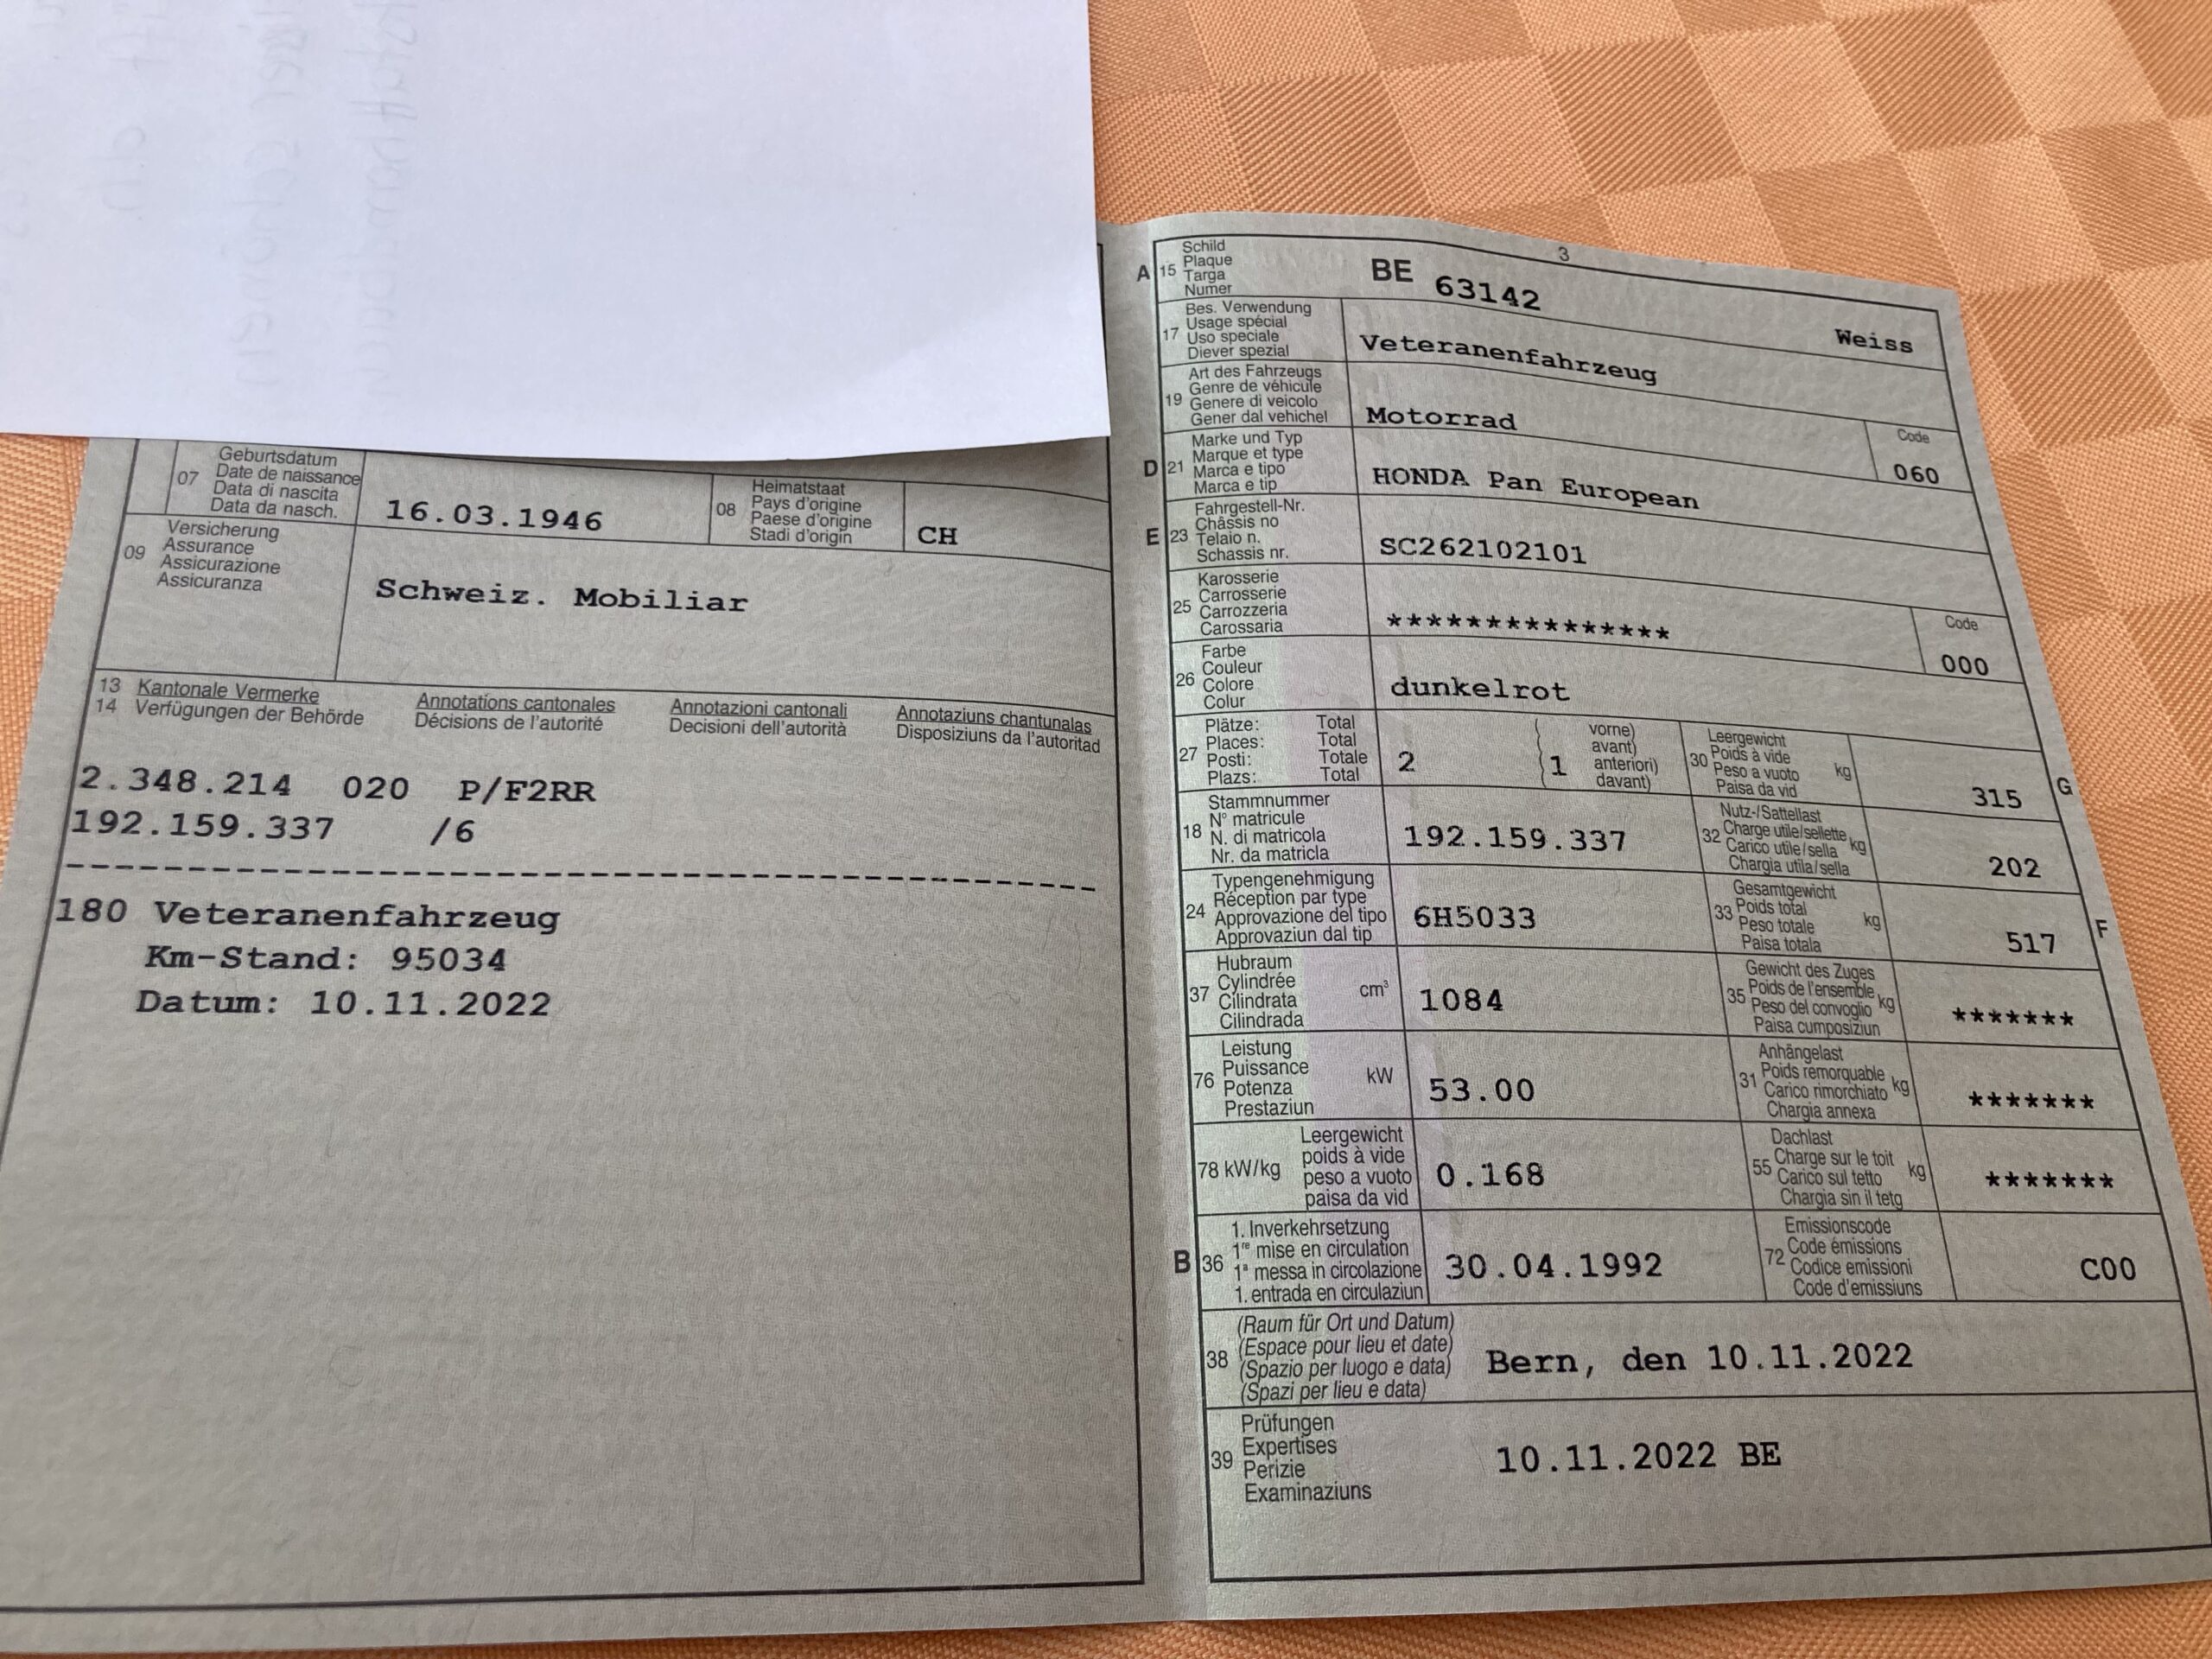 07 Geburtsdatum
Date de naissance
Data di nascita
Data da nasch.
16.03.1946
08 Heimatstaat
Pays d'origine
Paese d'origine
Stadi d'origin
CH
09 Versicherung
Assurance
Assicurazione
Assicuranza
Schweiz. Mobiliar
13 Kantonale Vermerke Annotations cantonales Annotazioni cantonali Annotaziuns chantunalas
14 Verfügungen der Behörde Décisions de l'autorité Decisioni dell'autorità Disposiziuns da l'autoritad
2.348.214 020 P/F2RR
192.159.337 /6
180 Veteranenfahrzeug
Km-Stand: 95034
Datum: 10.11.2022
3
A 15 Schild
Plaque
Targa
Numer
BE 63142
Weiss
17 Bes. Verwendung
Usage spécial
Uso speciale
Diever spezial
Veteranenfahrzeug
19 Art des Fahrzeugs
Genre de véhicule
Genere di veicolo
Gener dal vehichel
Motorrad
Code
060
D 21 Marke und Typ
Marque et type
Marca e tipo
Marca e tip
HONDA Pan European
E 23 Fahrgestell-Nr.
Châssis no
Telaio n.
Schassis nr.
SC262102101
25 Karosserie
Carrosserie
Carrozzeria
Carossaria
***************
Code
000
26 Farbe
Couleur
Colore
Colur
dunkelrot
27 Plätze: Total
Places: Total
Posti: Totale
Plazs: Total
2
( 1 vorne)
avant)
anteriori)
davant)
30 Leergewicht
Poids à vide
Peso a vuoto kg
Paisa da vid
315
G
18 Stammnummer
N° matricule
N. di matricola
Nr. da matricla
192.159.337
32 Nutz-/Sattellast
Charge utile/sellette kg
Carico utile/sella
Chargia utila/sella
202
24 Typengenehmigung
Réception par type
Approvazione del tipo
Approvaziun dal tip
6H5033
33 Gesamtgewicht
Poids total
Peso totale kg
Paisa totala
517
F
37 Hubraum
Cylindrée
Cilindrata cm³
Cilindrada
1084
35 Gewicht des Zuges
Poids de l'ensemble kg
Peso del convoglio
Paisa cumposiziun
*******
76 Leistung
Puissance
Potenza kW
Prestaziun
53.00
31 Anhängelast
Poids remorquable kg
Carico rimorchiato
Chargia annexa
*******
78 kW/kg Leergewicht
poids à vide
peso a vuoto
paisa da vid
0.168
55 Dachlast
Charge sur le toit
Carico sul tetto kg
Chargia sin il tetg
*******
B 36 1. Inverkehrsetzung
1re mise en circulation
1a messa in circolazione
1. entrada en circulaziun
30.04.1992
72 Emissionscode
Code émissions
Codice emissioni
Code d'emissiuns
C00
38 (Raum für Ort und Datum)
(Espace pour lieu et date)
(Spazio per luogo e data)
(Spazi per lieu e data)
Bern, den 10.11.2022
39 Prüfungen
Expertises
Perizie
Examinaziuns
10.11.2022 BE